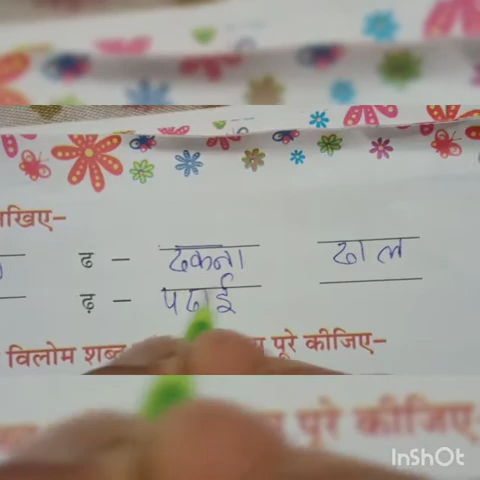 खिए–
ढ – ढकना ढाल
ढ़ – पढाई
विलोम शब्द पूरे कीजिए–
पूरे कीजिए
InShOt